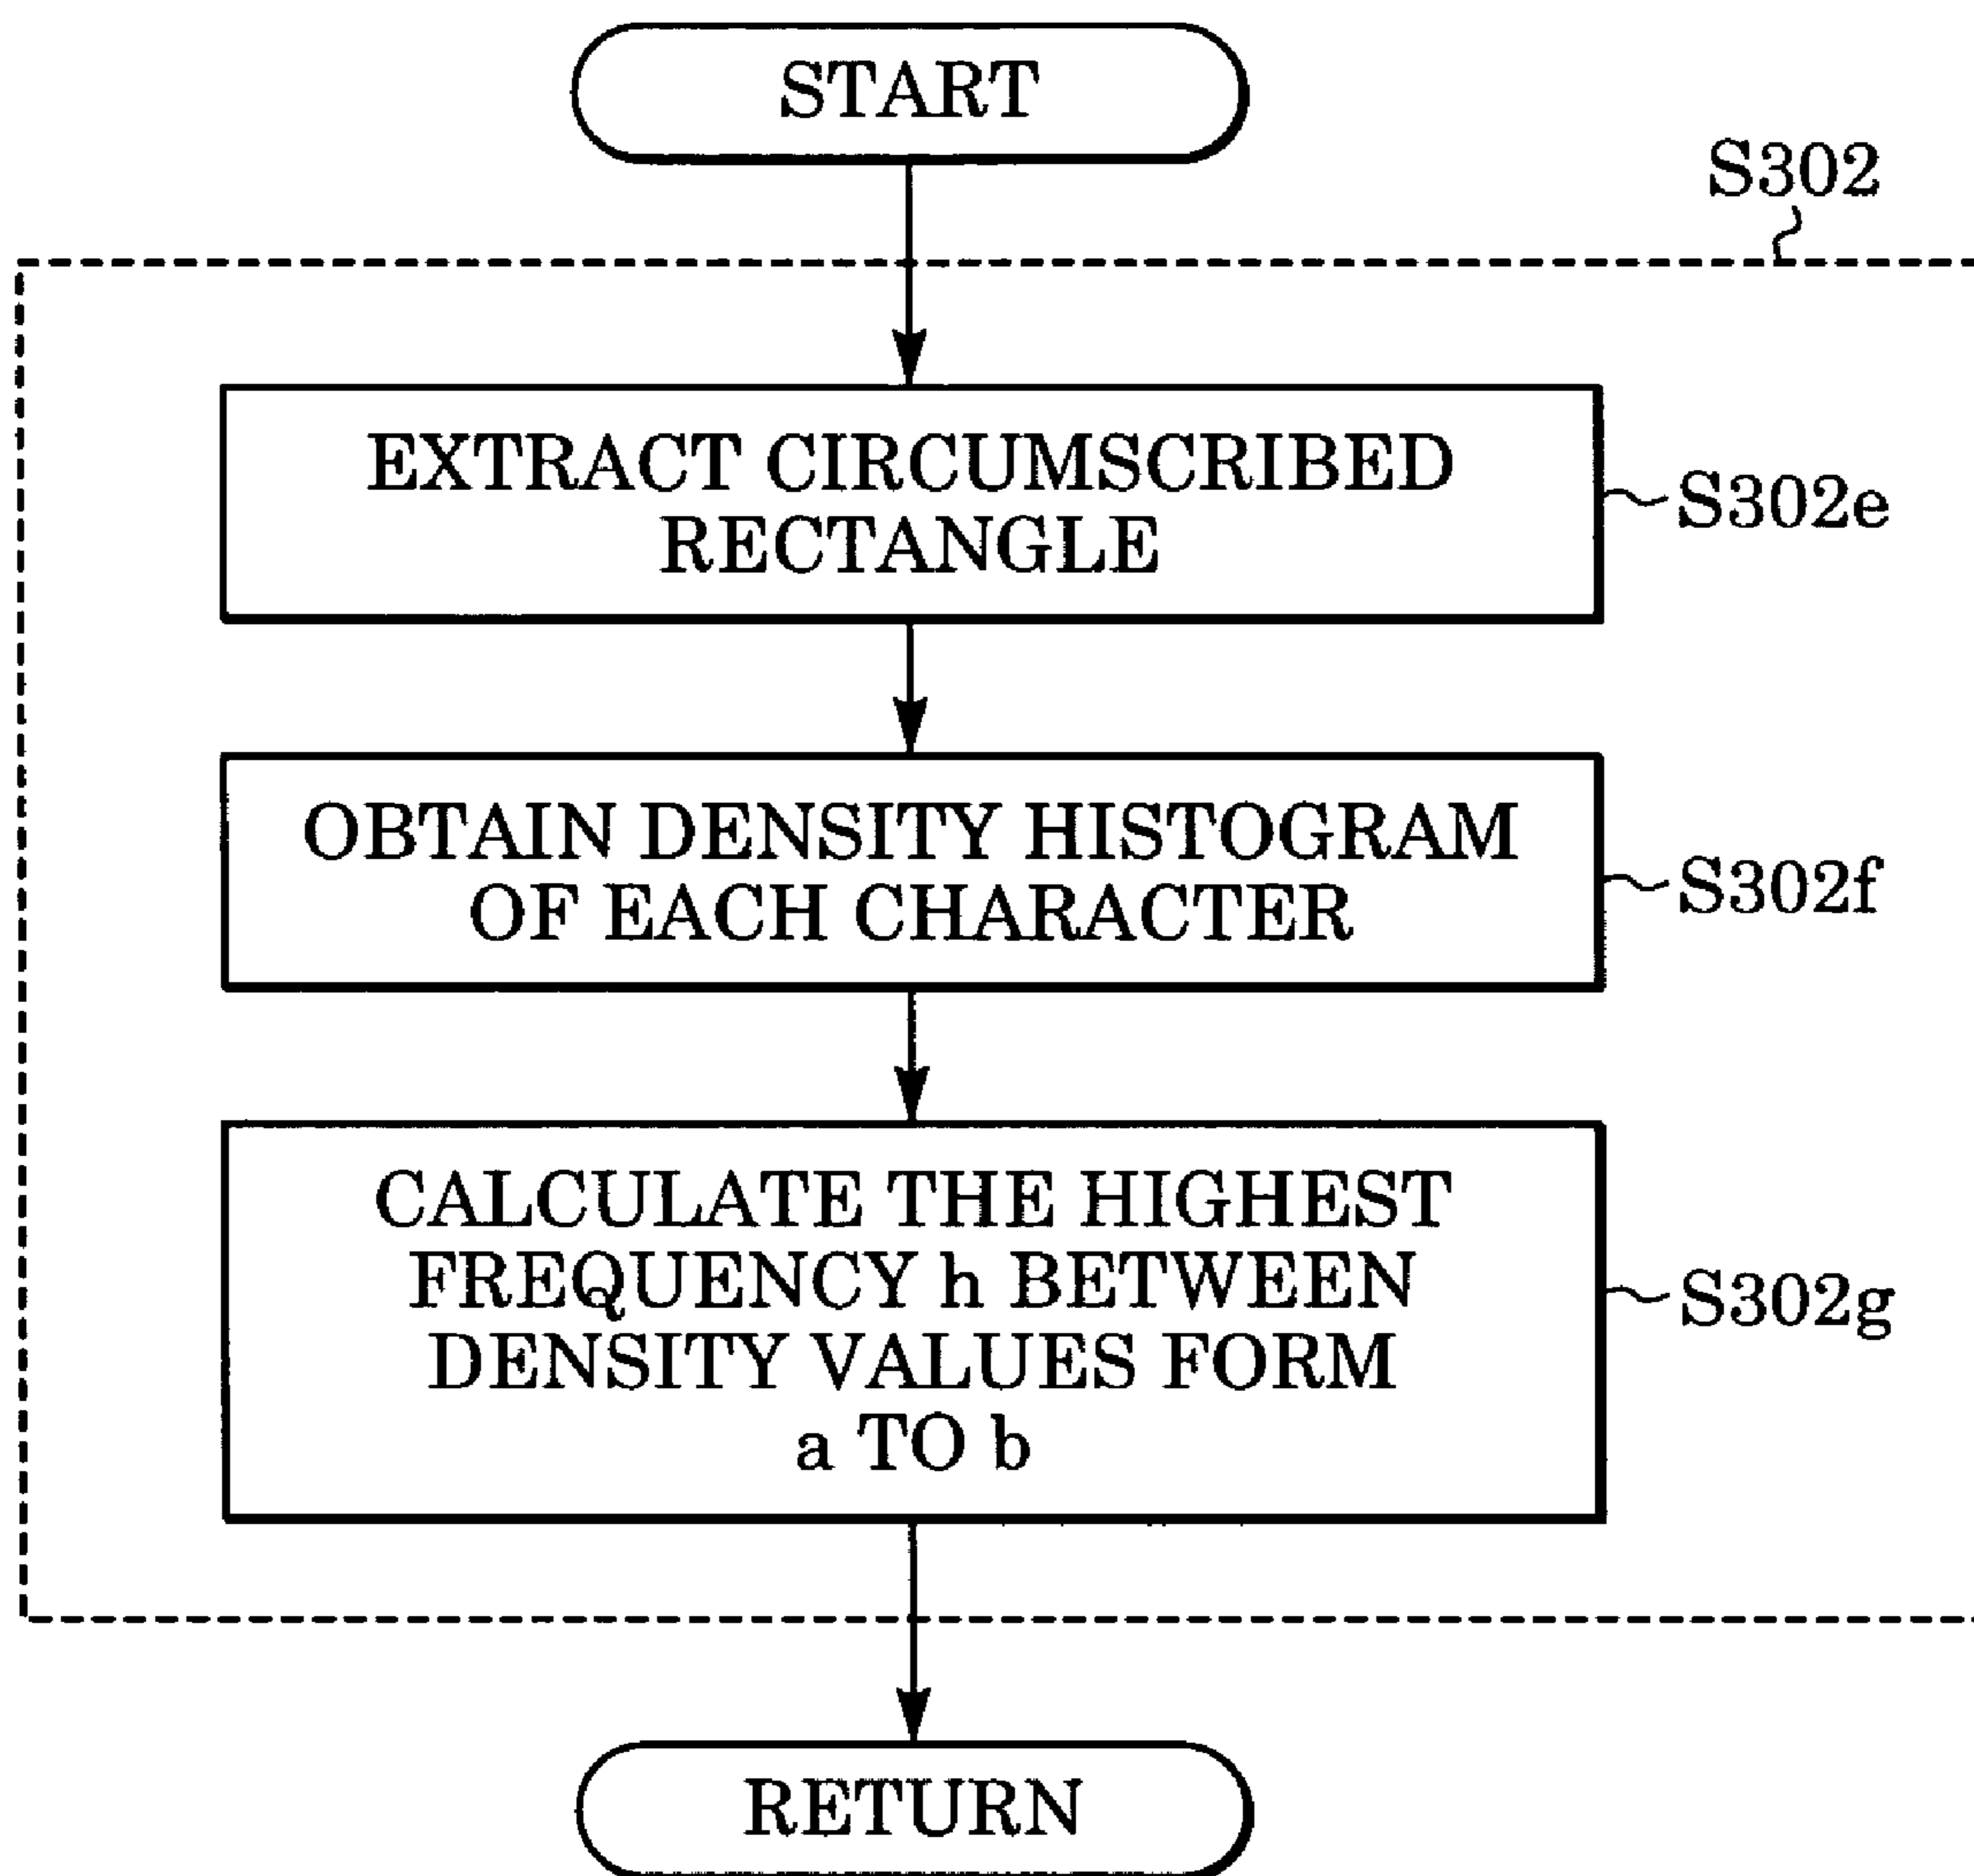 START
S302
EXTRACT CIRCUMSCRIBED
RECTANGLE
S302e
OBTAIN DENSITY HISTOGRAM
OF EACH CHARACTER
S302f
CALCULATE THE HIGHEST
FREQUENCY h BETWEEN
DENSITY VALUES FORM
a TO b
S302g
RETURN